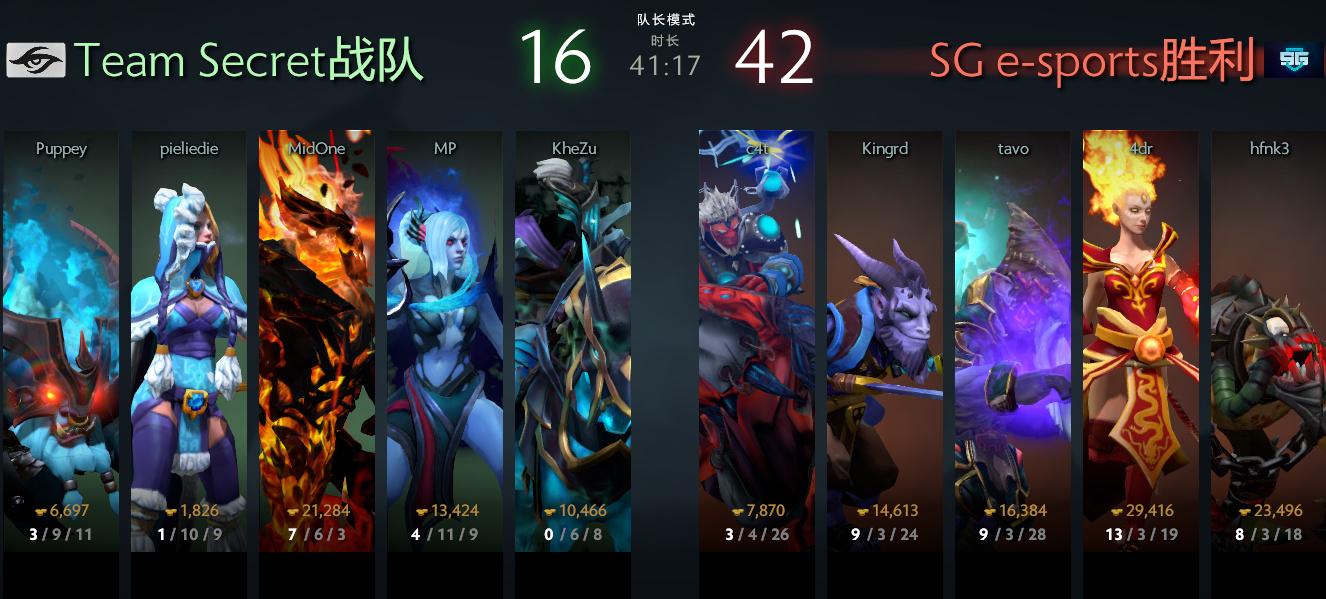 队长模式
Team Secret战队
16
时长
41:17
42
SG e-sports胜利
SG
Puppey
pieliedie
MidOne
MP
KheZu
c4t
Kingrd
tavo
4dr
hfnk3
6,697
1,826
21,284
13,424
10,466
7,870
14,613
16,384
29,416
23,496
3 / 9 / 11
1 / 10 / 9
7 / 6 / 3
4 / 11 / 9
0 / 6 / 8
3 / 4 / 26
9 / 3 / 24
9 / 3 / 28
13 / 3 / 19
8 / 3 / 18